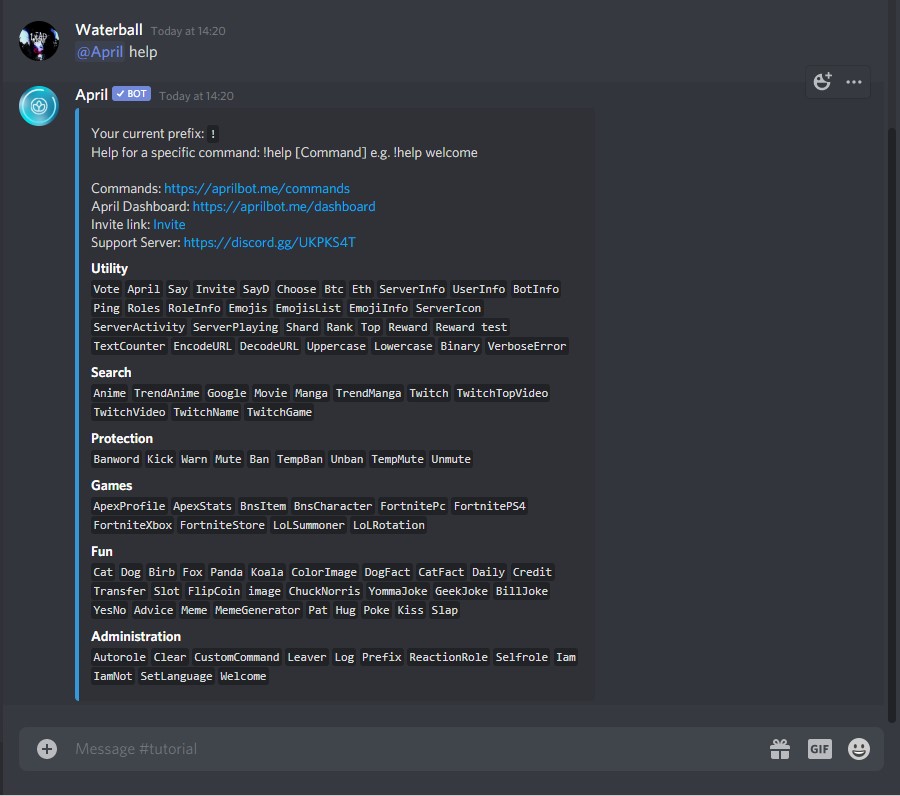 Waterball Today at 14:20
@April help
April BOT Today at 14:20
Your current prefix: !
Help for a specific command: !help [Command] e.g. !help welcome
Commands: https://aprilbot.me/commands
April Dashboard: https://aprilbot.me/dashboard
Invite link: Invite
Support Server: https://discord.gg/UKPKS4T
Utility
Vote April Say Invite SayD Choose Btc Eth ServerInfo UserInfo BotInfo
Ping Roles RoleInfo Emojis EmojisList EmojiInfo ServerIcon
ServerActivity ServerPlaying Shard Rank Top Reward Reward test
TextCounter EncodeURL DecodeURL Uppercase Lowercase Binary VerboseError
Search
Anime TrendAnime Google Movie Manga TrendManga Twitch TwitchTopVideo
TwitchVideo TwitchName TwitchGame
Protection
Banword Kick Warn Mute Ban TempBan Unban TempMute Unmute
Games
ApexProfile ApexStats BnsItem BnsCharacter FortnitePc FortnitePS4
FortniteXbox FortniteStore LoLSummoner LoLRotation
Fun
Cat Dog Birb Fox Panda Koala ColorImage DogFact CatFact Daily Credit
Transfer Slot FlipCoin image ChuckNorris YommaJoke GeekJoke BillJoke
YesNo Advice Meme MemeGenerator Pat Hug Poke Kiss Slap
Administration
Autorole Clear CustomCommand Leaver Log Prefix ReactionRole Selfrole Iam
IamNot SetLanguage Welcome
Message #tutorial
GIF